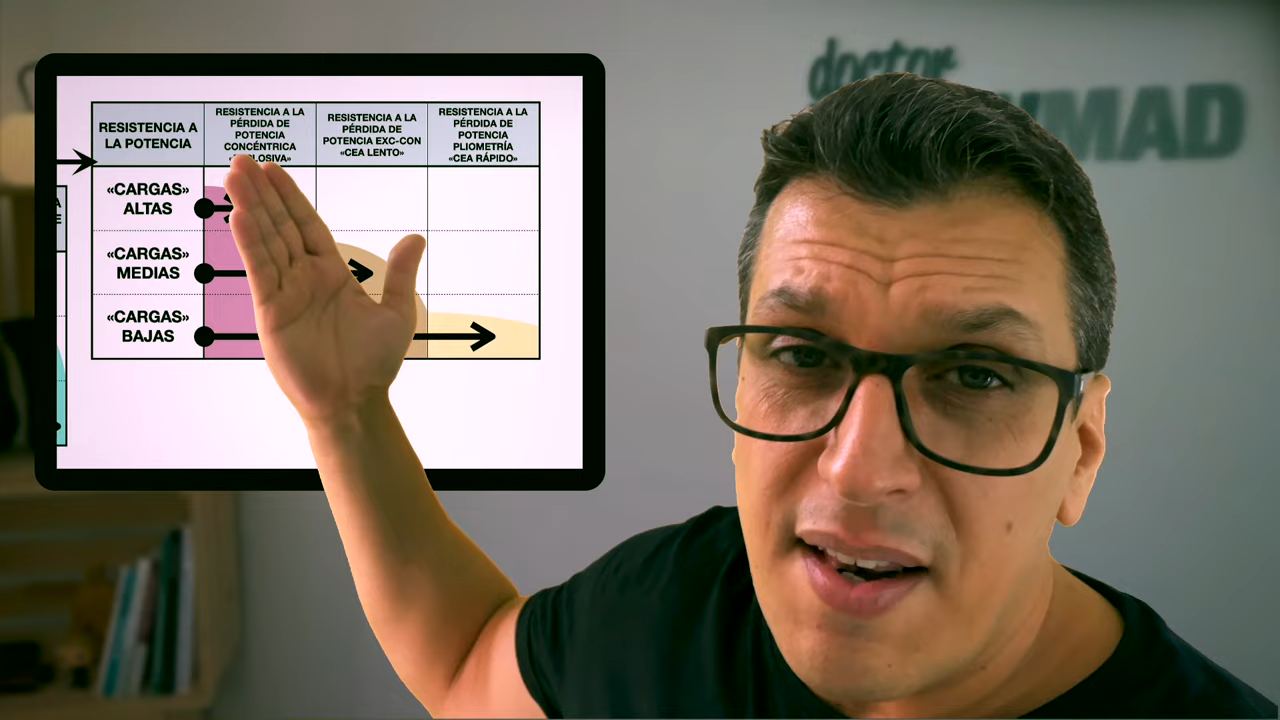 RESISTENCIA A
LA POTENCIA
RESISTENCIA A LA
PÉRDIDA DE
POTENCIA
CONCÉNTRICA
RESISTENCIA A LA
PÉRDIDA DE
POTENCIA EXC-CON
«CEA LENTO»
RESISTENCIA A LA
PÉRDIDA DE
POTENCIA
PLIOMETRÍA
«CEA RÁPIDO»
«CARGAS»
ALTAS
«CARGAS»
MEDIAS
«CARGAS»
BAJAS
doctor